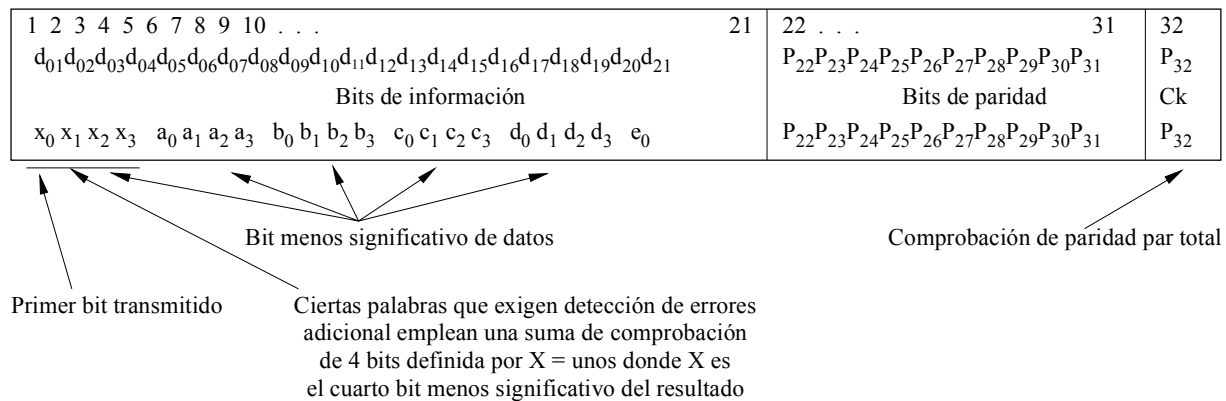 1 2 3 4 5 6 7 8 9 10 . . . 21 22 . . . 31 32
d01d02d03d04d05d06d07d08d09d10d11d12d13d14d15d16d17d18d19d20d21 P22P23P24P25P26P27P28P29P30P31 P32
Bits de información Bits de paridad Ck
x0 x1 x2 x3 a0 a1 a2 a3 b0 b1 b2 b3 c0 c1 c2 c3 d0 d1 d2 d3 e0 P22P23P24P25P26P27P28P29P30P31 P32
Bit menos significativo de datos Comprobación de paridad par total
Primer bit transmitido Ciertas palabras que exigen detección de errores
adicional emplean una suma de comprobación
de 4 bits definida por X = unos donde X es
el cuarto bit menos significativo del resultado